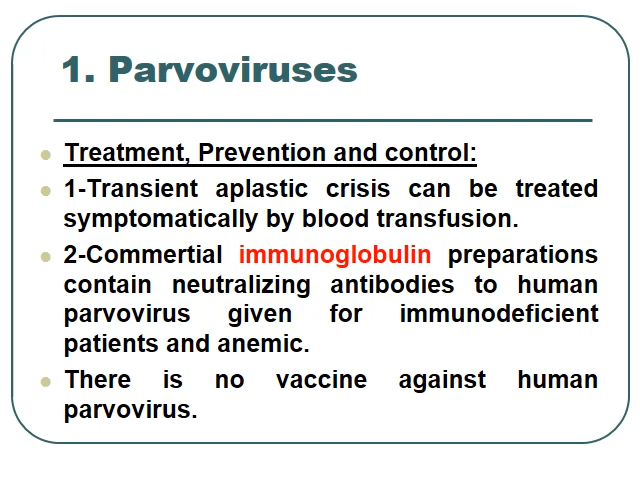 1. Parvoviruses
Treatment, Prevention and control:
1-Transient aplastic crisis can be treated
symptomatically by blood transfusion.
2-Commertial immunoglobulin preparations
contain neutralizing antibodies to human
parvovirus given for immunodeficient
patients and anemic.
There is no vaccine against human
parvovirus.